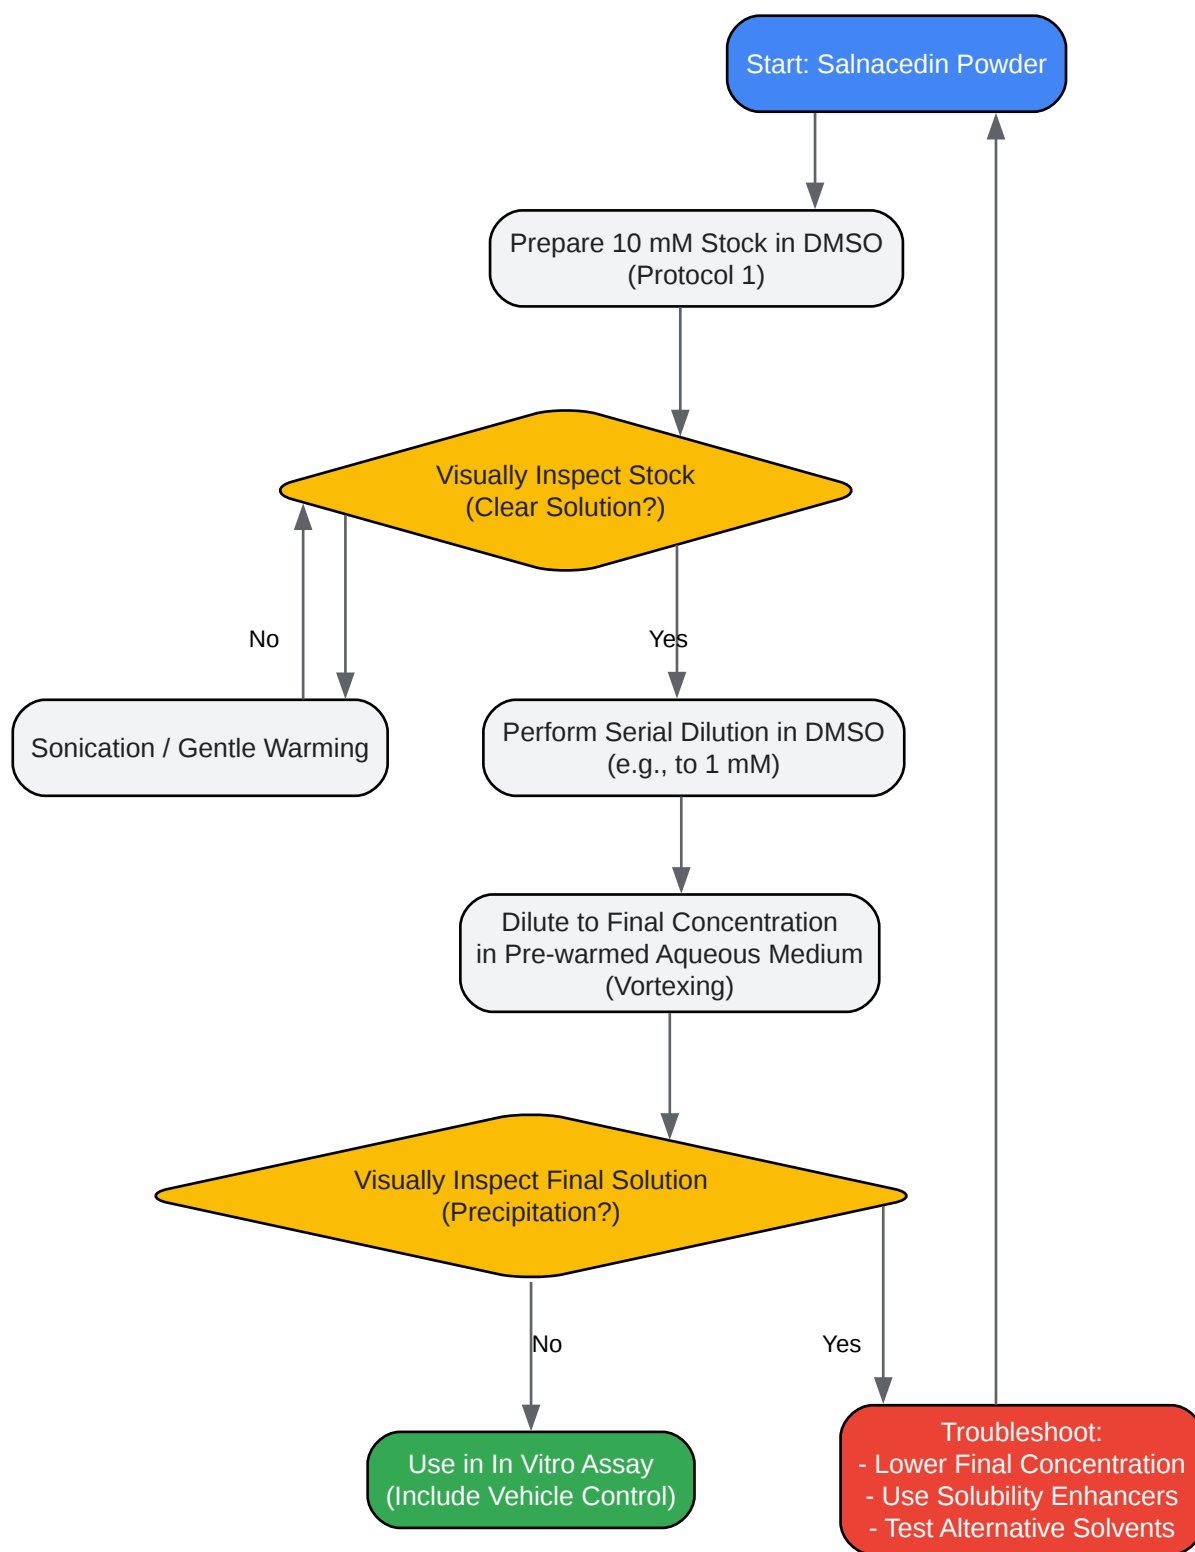 Start: Salnacedin Powder
Prepare 10 mM Stock in DMSO
(Protocol 1)
Visually Inspect Stock
(Clear Solution?)
No
Yes
Sonication / Gentle Warming
Perform Serial Dilution in DMSO
(e.g., to 1 mM)
Dilute to Final Concentration
in Pre-warmed Aqueous Medium
(Vortexing)
Visually Inspect Final Solution
(Precipitation?)
No
Yes
Use in In Vitro Assay
(Include Vehicle Control)
Troubleshoot:
- Lower Final Concentration
- Use Solubility Enhancers
- Test Alternative Solvents